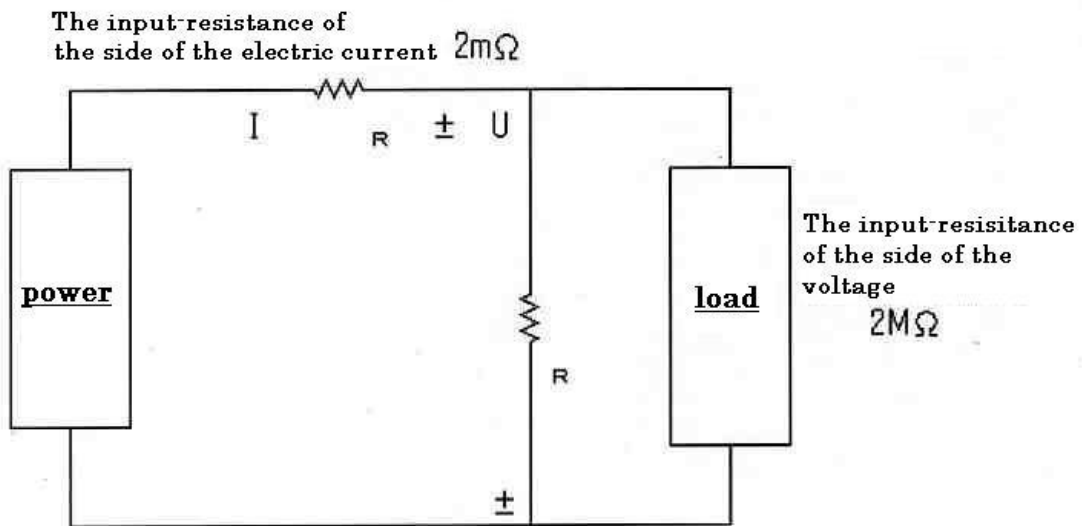 The input-resistance of
the side of the electric current 2mΩ
I
R
± U
power
load
R
The input-resisitance
of the side of the
voltage
2MΩ
±